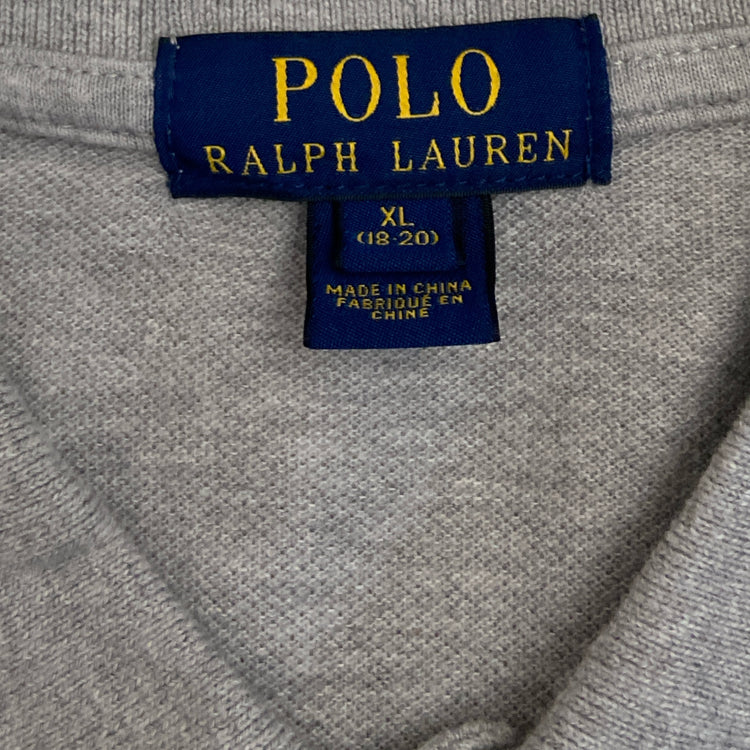 POLO
RALPH LAUREN
XL
(18-20)
MADE IN CHINA
FABRIQUÉ EN
CHINE